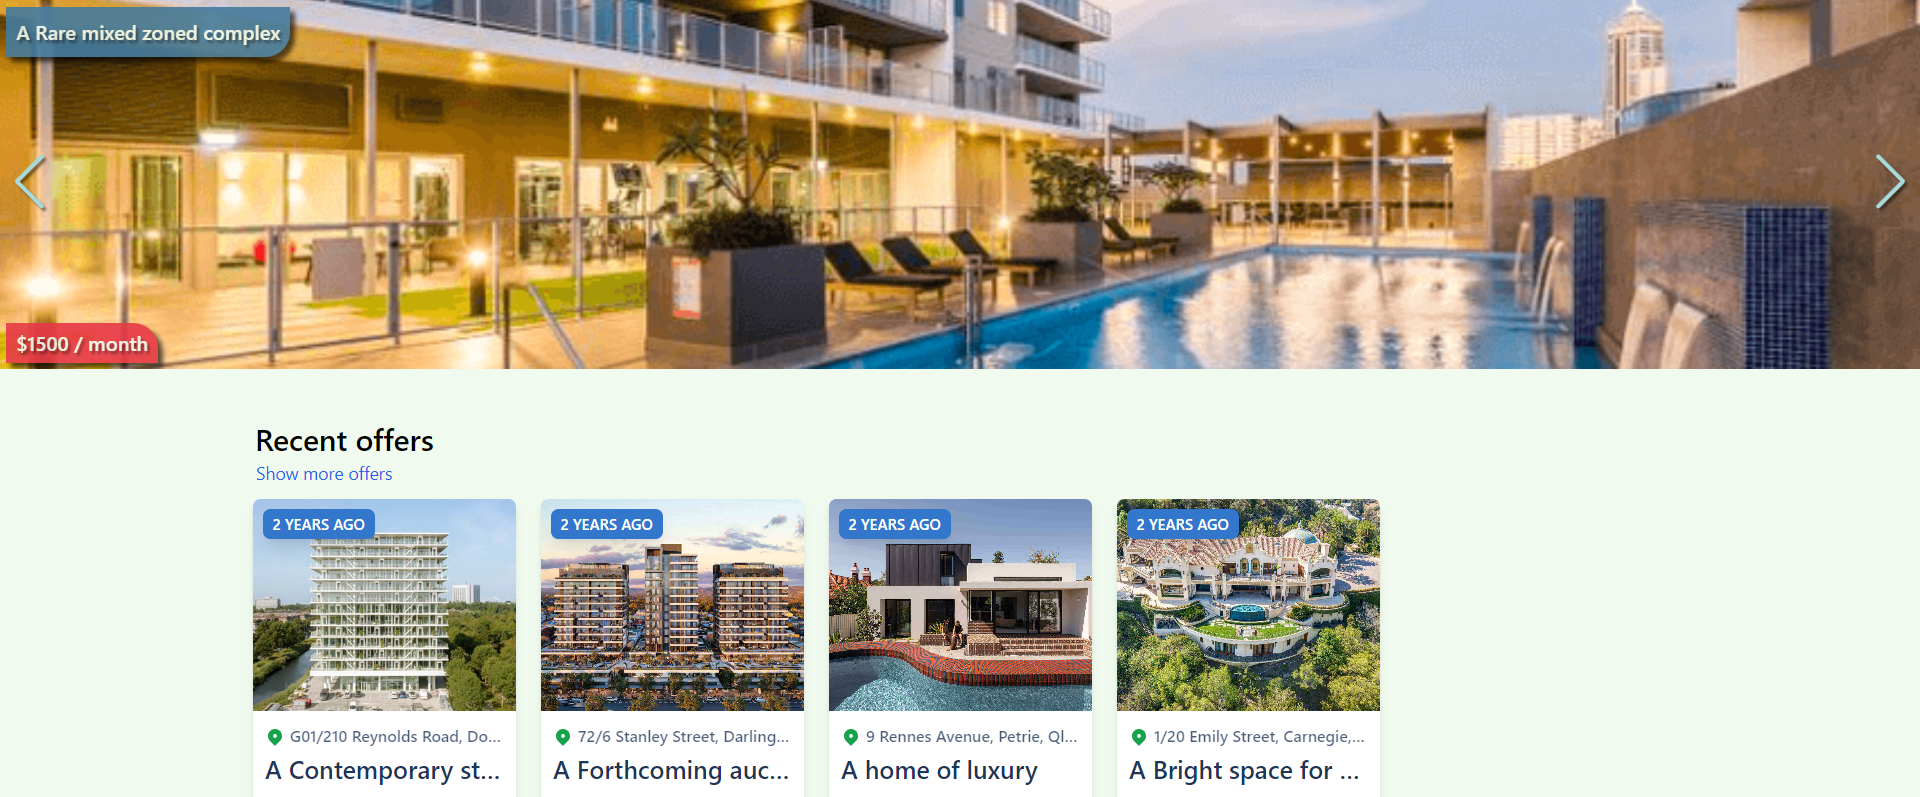 A Rare mixed zoned complex
$1500 / month
Recent offers
Show more offers
2 YEARS AGO
2 YEARS AGO
2 YEARS AGO
2 YEARS AGO
G01/210 Reynolds Road, Do...
72/6 Stanley Street, Darling...
9 Rennes Avenue, Petrie, Ql...
1/20 Emily Street, Carnegie,...
A Contemporary st...
A Forthcoming auc...
A home of luxury
A Bright space for ...